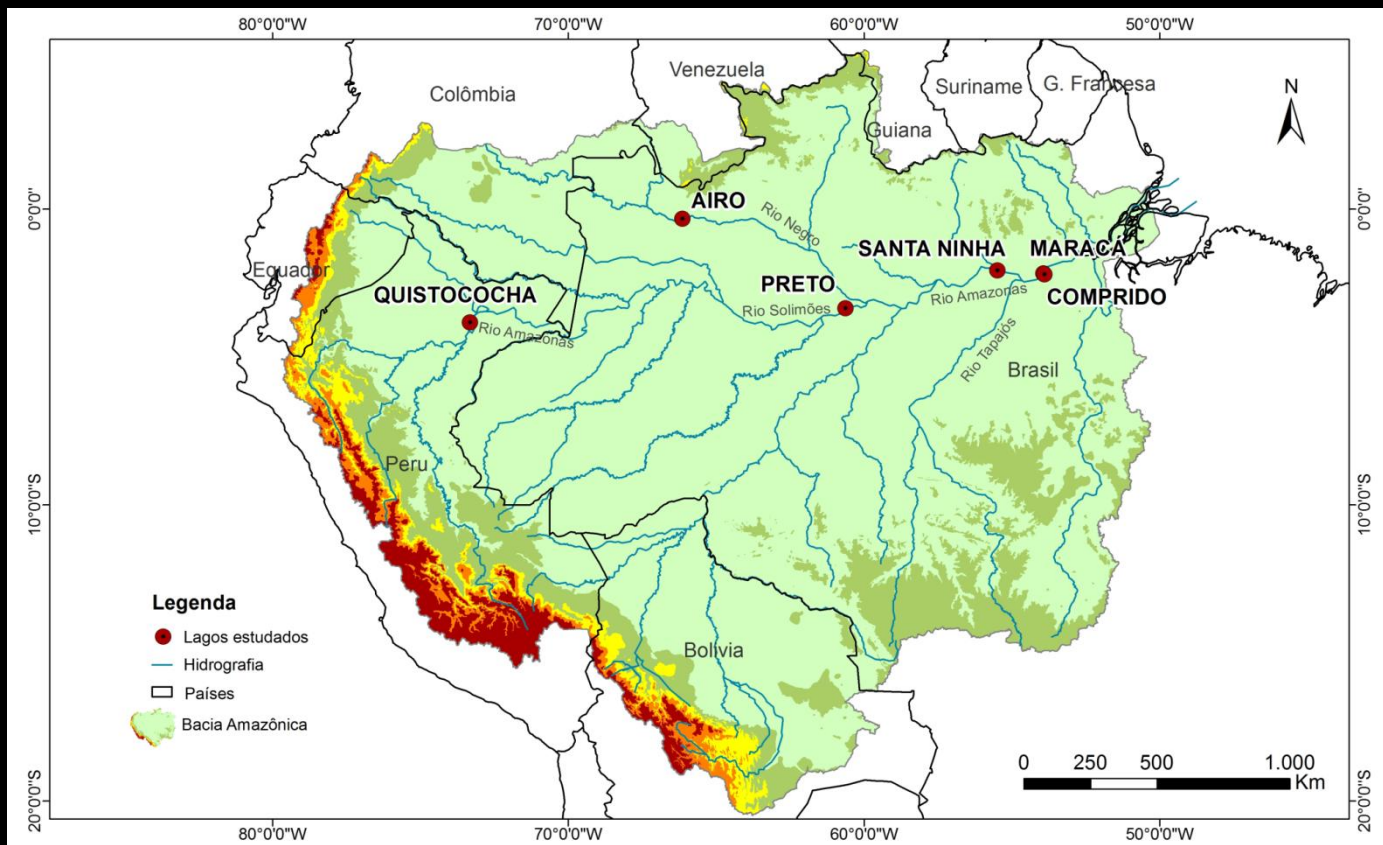 80°0'0"W
70°0'0"W
60°0'0"W
50°0'0"W
Venezuela
Colômbia
Suriname
G. Francesa
N
Guiana
0°0'0"
0°0'0"
AIRO
Rio Negro
SANTA NINHA
MARACÁ
Equador
QUISTOCOCHA
PRETO
COMPRIDO
Rio Amazonas
Rio Solimões
Rio Amazonas
Rio Tapajós
Brasil
Peru
10°0'0"S
10°0'0"S
Legenda
Lagos estudados
Hidrografia
Países
Bacia Amazônica
Bolivia
0
250
500
1.000
Km
20°0'0"S
20°0'0"S
80°0'0"W
70°0'0"W
60°0'0"W
50°0'0"W